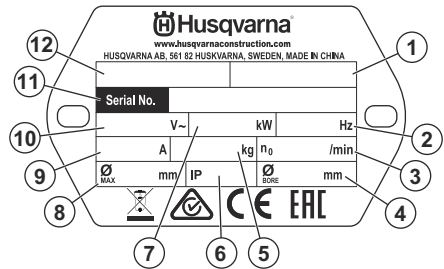 Husqvarna®
www.husqvarnaconstruction.com
HUSQVARNA AB, 561 82 HUSKVARNA, SWEDEN, MADE IN CHINA
12
1
11
Serial No.
10
V~ kW Hz
2
9
A kg n0 /min
3
Ø MAX mm IP Ø BORE mm
8
4
CE EAC
7
6
5